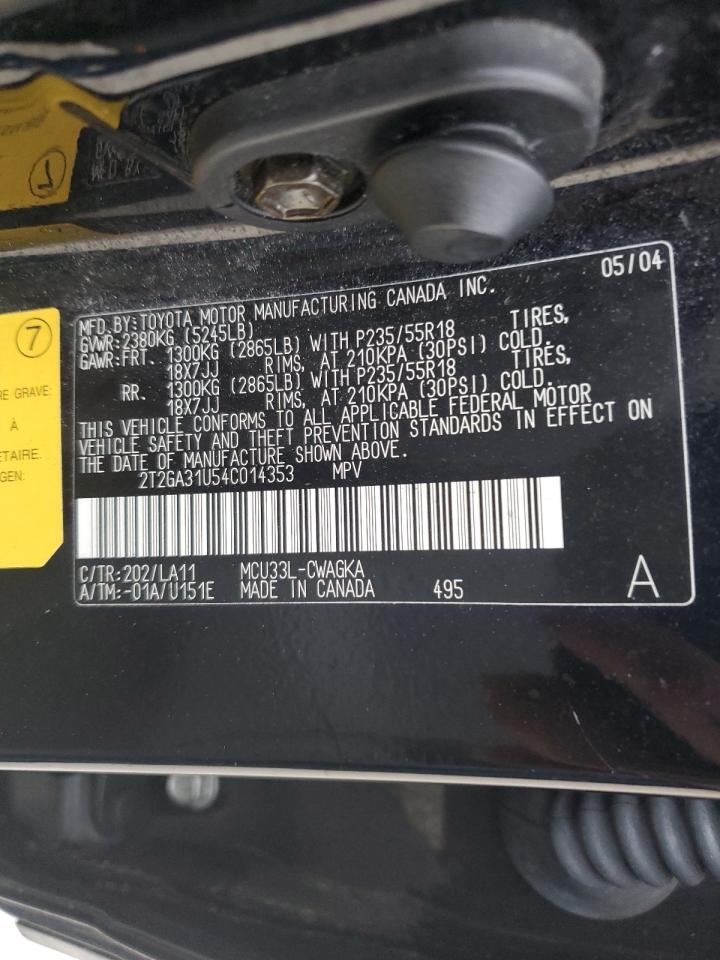 05/04
MFD. BY:TOYOTA MOTOR MANUFACTURING CANADA INC.
GVWR:2380KG (5245LB)
GAWR:FRT. 1300KG (2865LB) WITH P235/55R18 TIRES,
18X7JJ RIMS, AT 210KPA (30PSI) COLD.
RR. 1300KG (2865LB) WITH P235/55R18 TIRES,
18X7JJ RIMS, AT 210KPA (30PSI) COLD.
THIS VEHICLE CONFORMS TO ALL APPLICABLE FEDERAL MOTOR
VEHICLE SAFETY AND THEFT PREVENTION STANDARDS IN EFFECT ON
THE DATE OF MANUFACTURE SHOWN ABOVE.
2T2GA31U54C014353 MPV
C/TR:202/LA11 MCU33L-CWAGKA
A/TM:-01A/U151E MADE IN CANADA 495 A
7
RE GRAVE
À
ETAIRE.
GEN: